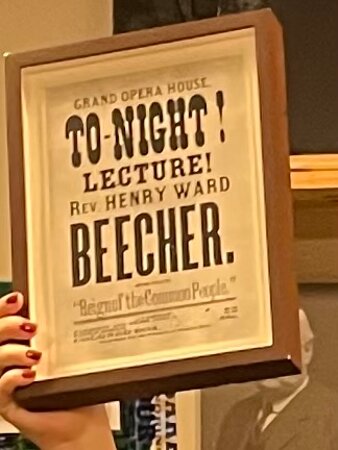 GRAND OPERA HOUSE.
TO-NIGHT!
LECTURE!
REV. HENRY WARD
BEECHER.
"Reign of the Common People."